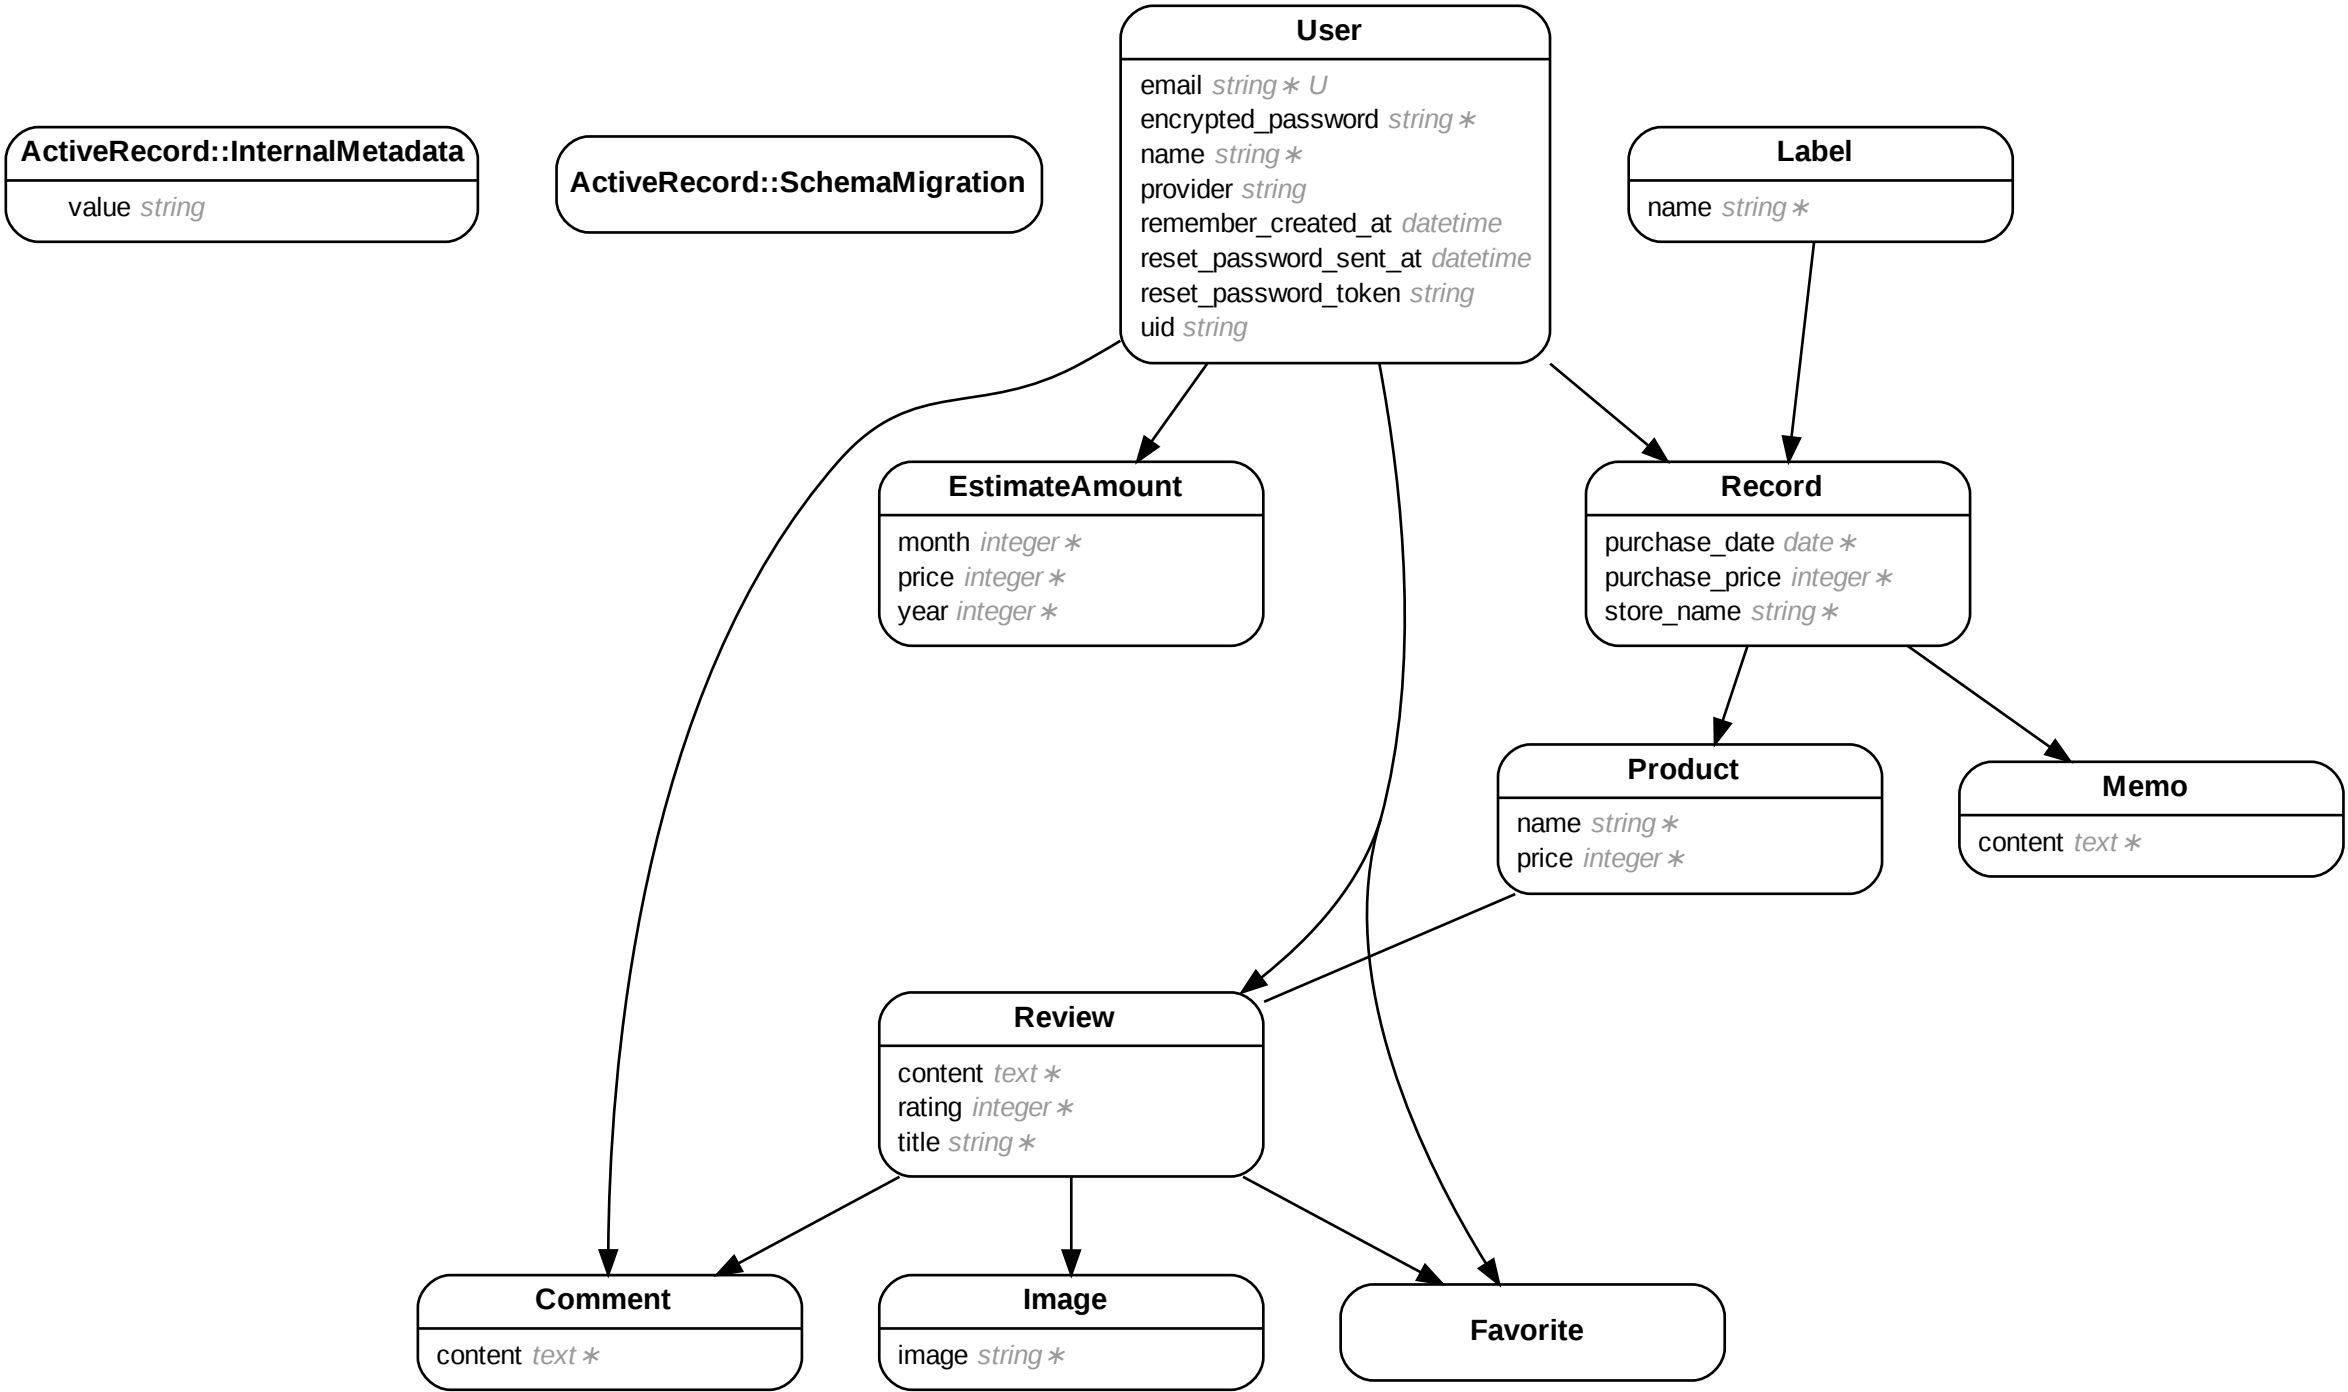 User
email string∗ U
encrypted_password string∗
name string∗
provider string
remember_created_at datetime
reset_password_sent_at datetime
reset_password_token string
uid string
ActiveRecord::InternalMetadata
value string
ActiveRecord::SchemaMigration
Label
name string∗
EstimateAmount
month integer∗
price integer∗
year integer∗
Record
purchase_date date∗
purchase_price integer∗
store_name string∗
Product
name string∗
price integer∗
Memo
content text∗
Review
content text∗
rating integer∗
title string∗
Comment
content text∗
Image
image string∗
Favorite